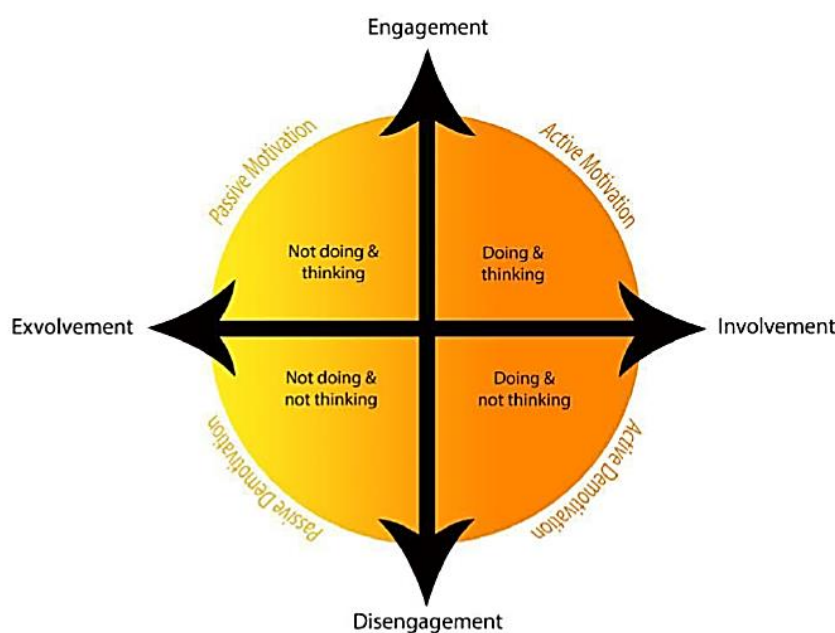 Engagement
Passive Motivation
Active Motivation
Not doing &
thinking
Doing &
thinking
Exvolvement
Involvement
Not doing &
not thinking
Doing &
not thinking
Passive Demotivation
Active Demotivation
Disengagement